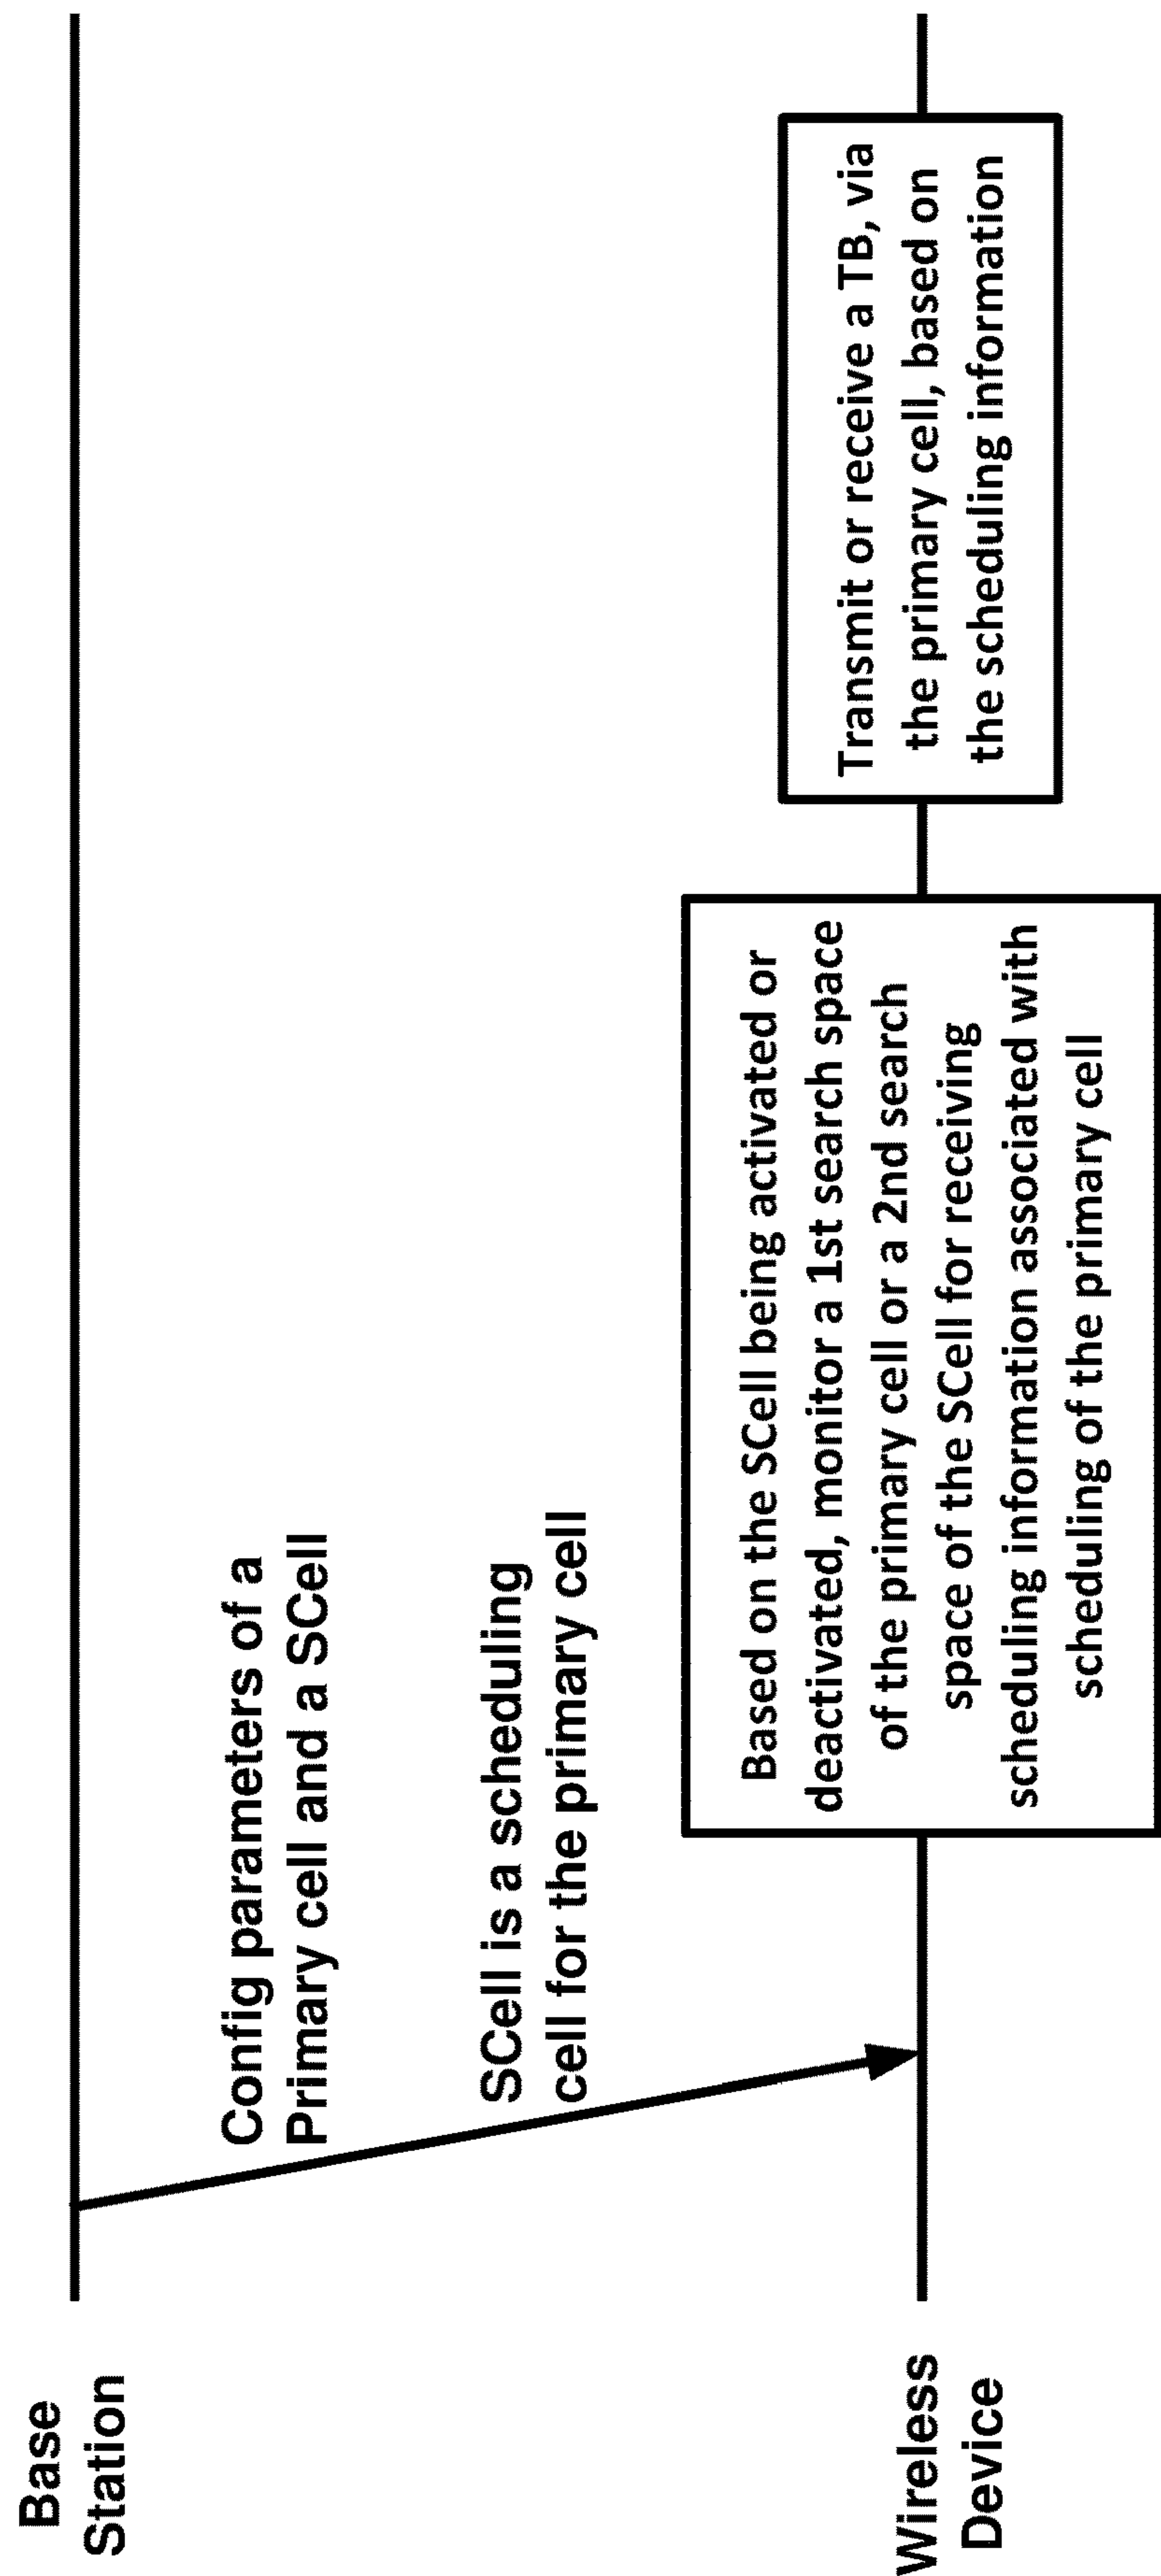 Base
Station
Config parameters of a
Primary cell and a SCell
SCell is a scheduling
cell for the primary cell
Wireless
Device
Based on the SCell being activated or
deactivated, monitor a 1st search space
of the primary cell or a 2nd search
space of the SCell for receiving
scheduling information associated with
scheduling of the primary cell
Transmit or receive a TB, via
the primary cell, based on
the scheduling information